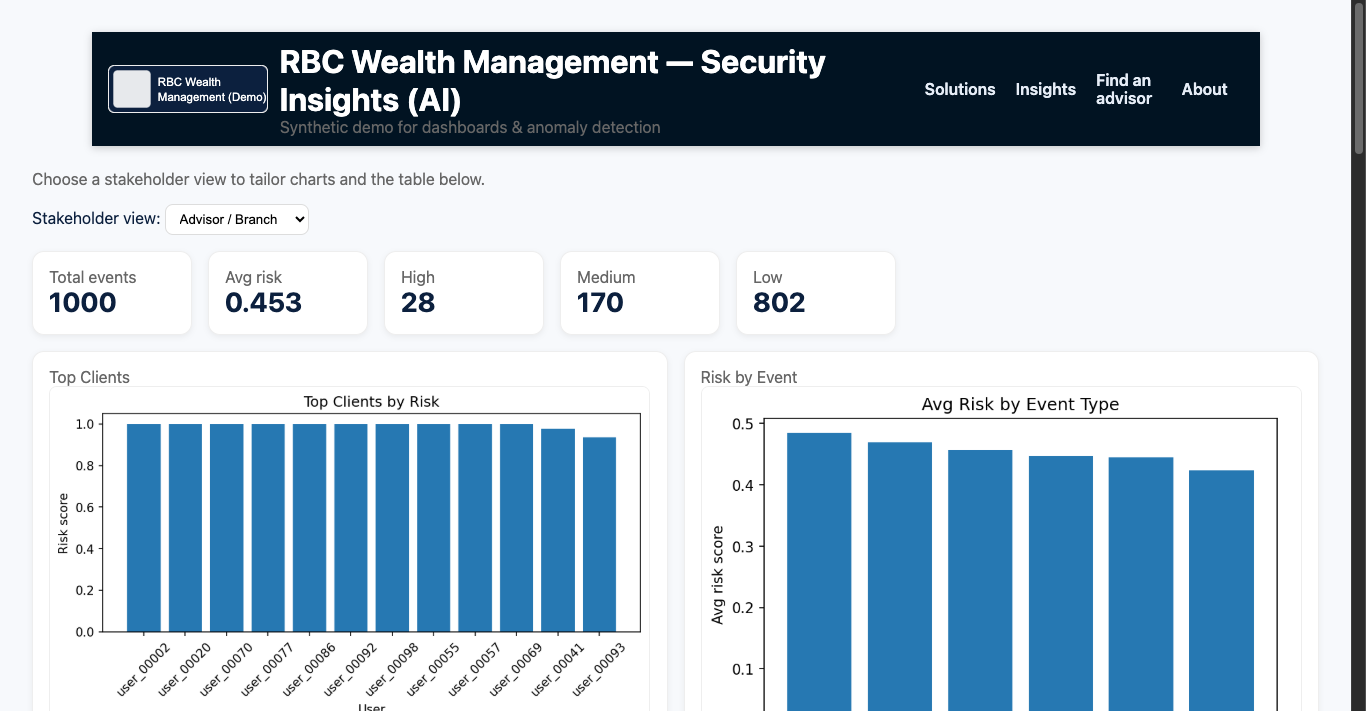 RBC Wealth
Management (Demo)
RBC Wealth Management — Security
Insights (AI)
Synthetic demo for dashboards & anomaly detection
Solutions
Insights
Find an
advisor
About
Choose a stakeholder view to tailor charts and the table below.
Stakeholder view: Advisor / Branch
Total events
1000
Avg risk
0.453
High
28
Medium
170
Low
802
Top Clients
Top Clients by Risk
Risk score
1.0
0.8
0.6
0.4
0.2
0.0
user_00002
user_00020
user_00070
user_00077
user_00086
user_00092
user_00098
user_00055
user_00057
user_00069
user_00041
user_00093
User
Risk by Event
Avg Risk by Event Type
Avg risk score
0.5
0.4
0.3
0.2
0.1